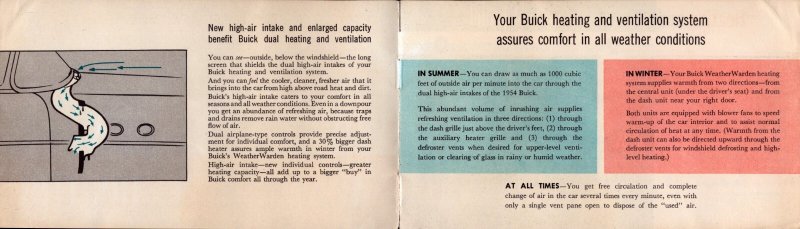 New high-air intake and enlarged capacity
benefit Buick dual heating and ventilation
You can see—outside, below the windshield—the long
screen that shields the dual high-air intakes of your
Buick heating and ventilation system.
And you can feel the cooler, cleaner, fresher air that it
brings into the car from high above road heat and dirt.
Buick's high-air intake caters to your comfort in all
seasons and all weather conditions. Even in a downpour
you get an abundance of refreshing air, because traps
and drains remove rain water without obstructing free
flow of air.
Dual airplane-type controls provide precise adjust-
ment for individual comfort, and a 30% bigger dash
heater assures ample warmth in winter from your
Buick's WeatherWarden heating system.
High-air intake—new individual controls—greater
heating capacity—all add up to a bigger "buy" in
Buick comfort all through the year.
Your Buick heating and ventilation system
assures comfort in all weather conditions
IN SUMMER—You can draw as much as 1000 cubic
feet of outside air per minute into the car through the
dual high-air intakes of the 1954 Buick.
This abundant volume of inrushing air supplies
refreshing ventilation in three directions: (1) through
the dash grille just above the driver's feet, (2) through
the auxiliary heater grille and (3) through the
defroster vents when desired for upper-level venti-
lation or clearing of glass in rainy or humid weather.
IN WINTER—Your Buick WeatherWarden heating
system supplies warmth from two directions—from
the central unit (under the driver's seat) and from
the dash unit near your right door.
Both units are equipped with blower fans to speed
warm-up of the car interior and to assist normal
circulation of heat at any time. (Warmth from the
dash unit can also be directed upward through the
defroster vents for windshield defrosting and high-
level heating.)
AT ALL TIMES—You get free circulation and complete
change of air in the car several times every minute, even with
only a single vent pane open to dispose of the "used" air.